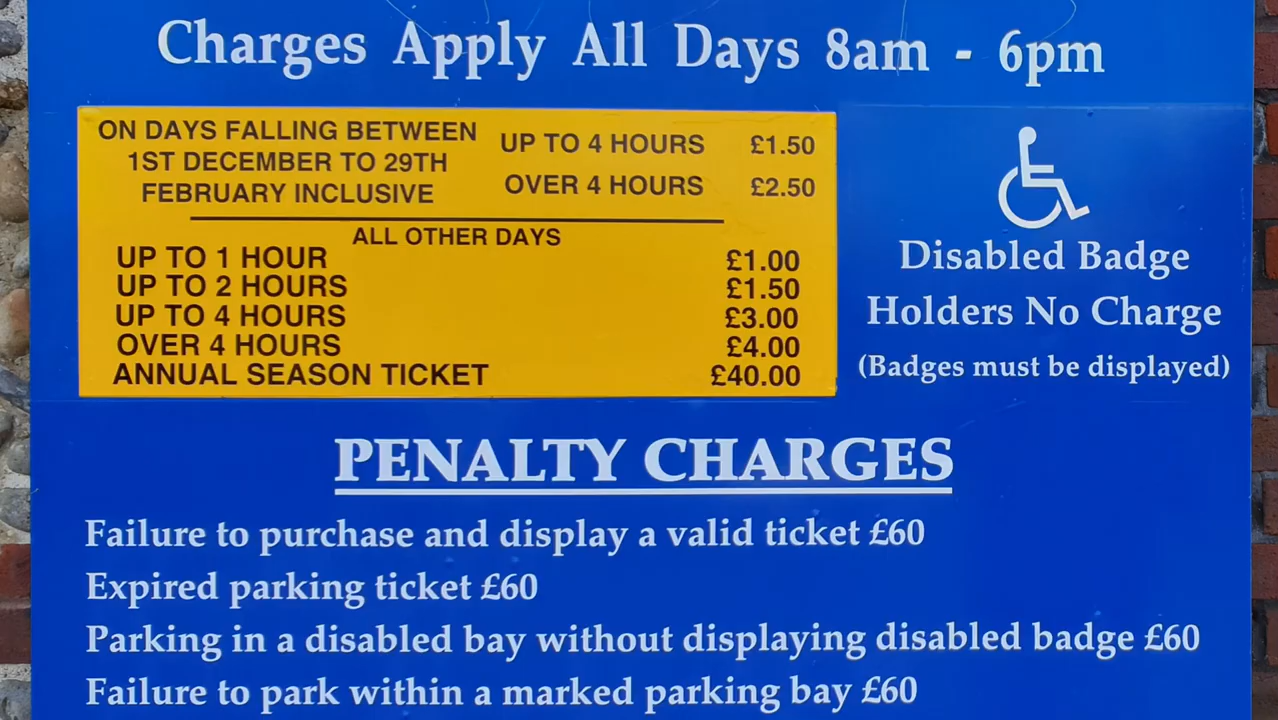 Charges Apply All Days 8am - 6pm
ON DAYS FALLING BETWEEN
1ST DECEMBER TO 29TH
FEBRUARY INCLUSIVE
UP TO 4 HOURS £1.50
OVER 4 HOURS £2.50
ALL OTHER DAYS
UP TO 1 HOUR £1.00
UP TO 2 HOURS £1.50
UP TO 4 HOURS £3.00
OVER 4 HOURS £4.00
ANNUAL SEASON TICKET £40.00
Disabled Badge
Holders No Charge
(Badges must be displayed)
PENALTY CHARGES
Failure to purchase and display a valid ticket £60
Expired parking ticket £60
Parking in a disabled bay without displaying disabled badge £60
Failure to park within a marked parking bay £60